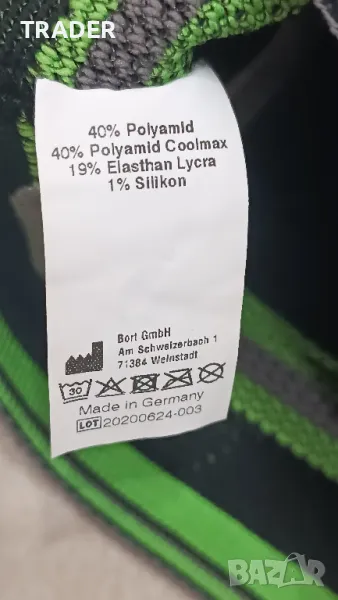 TRADER
40% Polyamid
40% Polyamid Coolmax
19% Elasthan Lycra
1% Silikon
Bort GmbH
Am Schweizerbach 1
71384 Weinstadt
30
Made in Germany
LOT 20200624-003
BAZAR